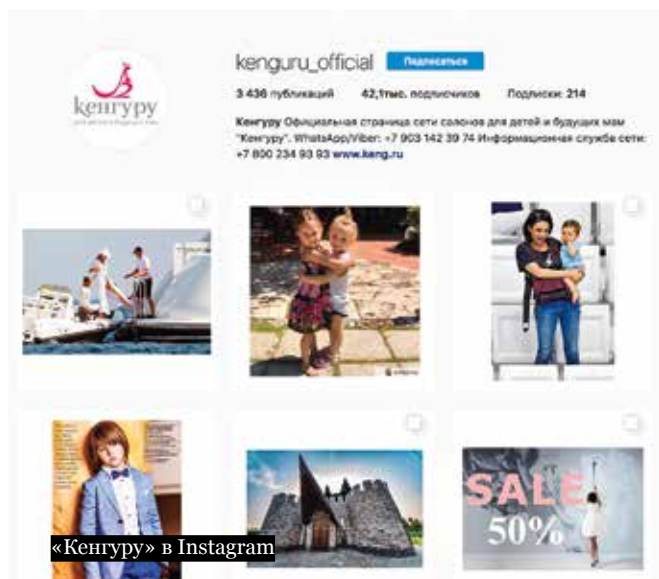 kenguru_official Подписаться
3 436 публикаций 42,1тыс. подписчиков Подписки: 214
кенгуру
Кенгуру Официальная страница сети салонов для детей и будущих мам
"Кенгуру". WhatsApp/Viber: +7 903 142 39 74 Информационная служба сети:
+7 800 234 93 93 www.keng.ru
SALE
50%
«Кенгуру» в Instagram